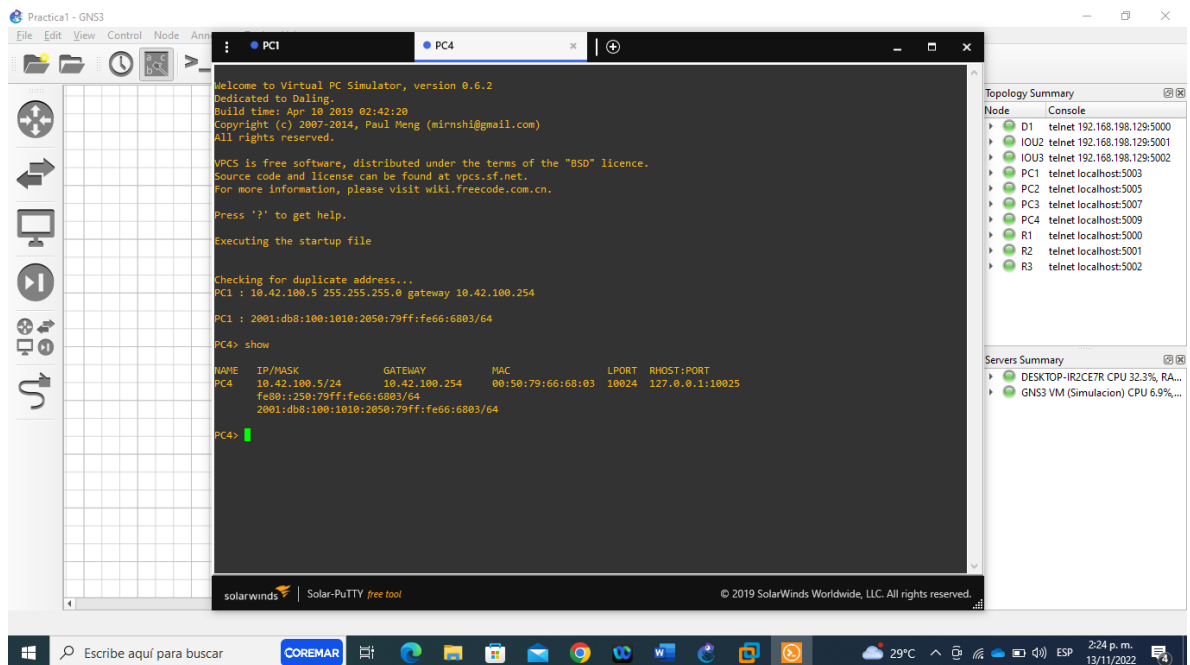 Practica1 - GNS3
File Edit View Control Node Ann
PC1
PC4
Welcome to Virtual PC Simulator, version 0.6.2
Dedicated to Daling.
Build time: Apr 10 2019 02:42:20
Copyright (c) 2007-2014, Paul Meng (mirnshi@gmail.com)
All rights reserved.
VPCS is free software, distributed under the terms of the "BSD" licence.
Source code and license can be found at vpcs.sf.net.
For more information, please visit wiki.freecode.com.cn.
Press '?' to get help.
Executing the startup file
Checking for duplicate address...
PC1 : 10.42.100.5 255.255.255.0 gateway 10.42.100.254
PC1 : 2001:db8:100:1010:2050:79ff:fe66:6803/64
PC4> show
NAME IP/MASK GATEWAY MAC LPORT RHOST:PORT
PC4 10.42.100.5/24 10.42.100.254 00:50:79:66:68:03 10024 127.0.0.1:10025
fe80::250:79ff:fe66:6803/64
2001:db8:100:1010:2050:79ff:fe66:6803/64
PC4>
solarwinds Solar-PuTTY free tool © 2019 SolarWinds Worldwide, LLC. All rights reserved.
Topology Summary
Node Console
D1 telnet 192.168.198.129:5000
IOU2 telnet 192.168.198.129:5001
IOU3 telnet 192.168.198.129:5002
PC1 telnet localhost:5003
PC2 telnet localhost:5005
PC3 telnet localhost:5007
PC4 telnet localhost:5009
R1 telnet localhost:5000
R2 telnet localhost:5001
R3 telnet localhost:5002
Servers Summary
DESKTOP-IR2CE7R CPU 32.3%, RA...
GNS3 VM (Simulacion) CPU 6.9%,...
Escribe aquí para buscar
COREMAR
29°C
ESP
2:24 p. m.
13/11/2022
4